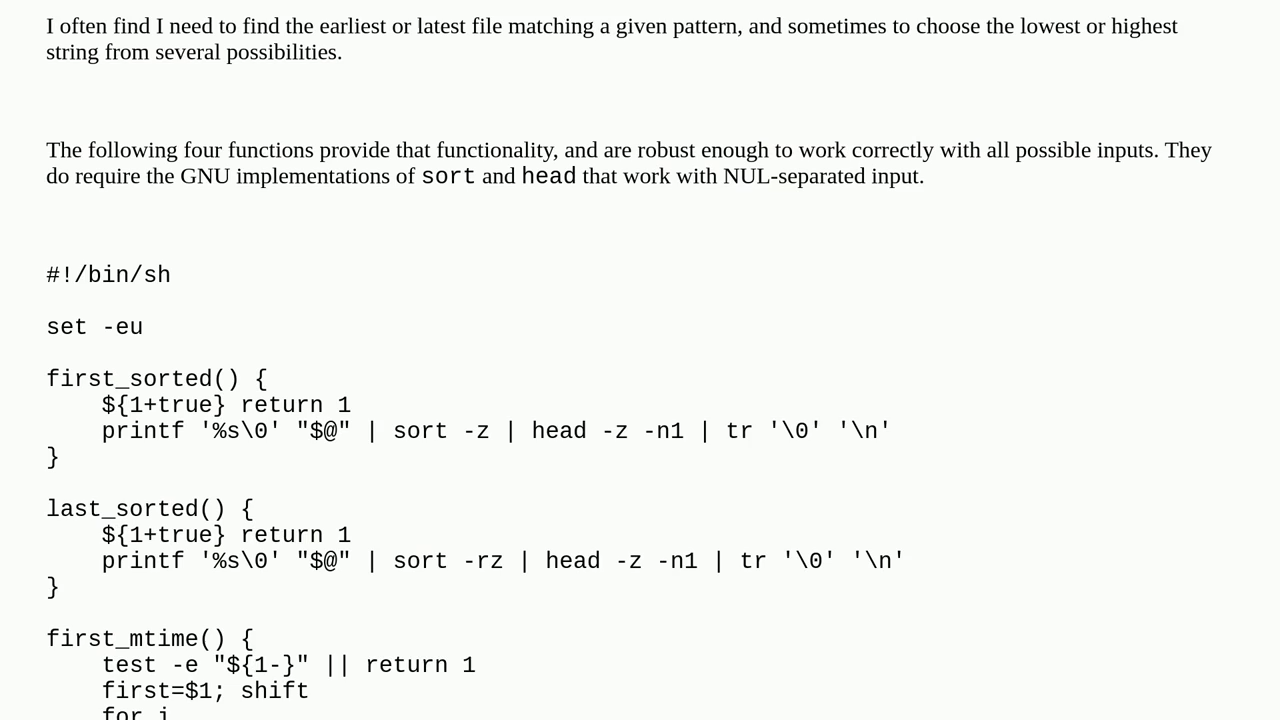 I often find I need to find the earliest or latest file matching a given pattern, and sometimes to choose the lowest or highest
string from several possibilities.
The following four functions provide that functionality, and are robust enough to work correctly with all possible inputs. They
do require the GNU implementations of sort and head that work with NUL-separated input.
#!/bin/sh
set -eu
first_sorted() {
    ${1+true} return 1
    printf '%s\0' "$@" | sort -z | head -z -n1 | tr '\0' '\n'
}
last_sorted() {
    ${1+true} return 1
    printf '%s\0' "$@" | sort -rz | head -z -n1 | tr '\0' '\n'
}
first_mtime() {
    test -e "${1-}" || return 1
    first=$1; shift
    for i